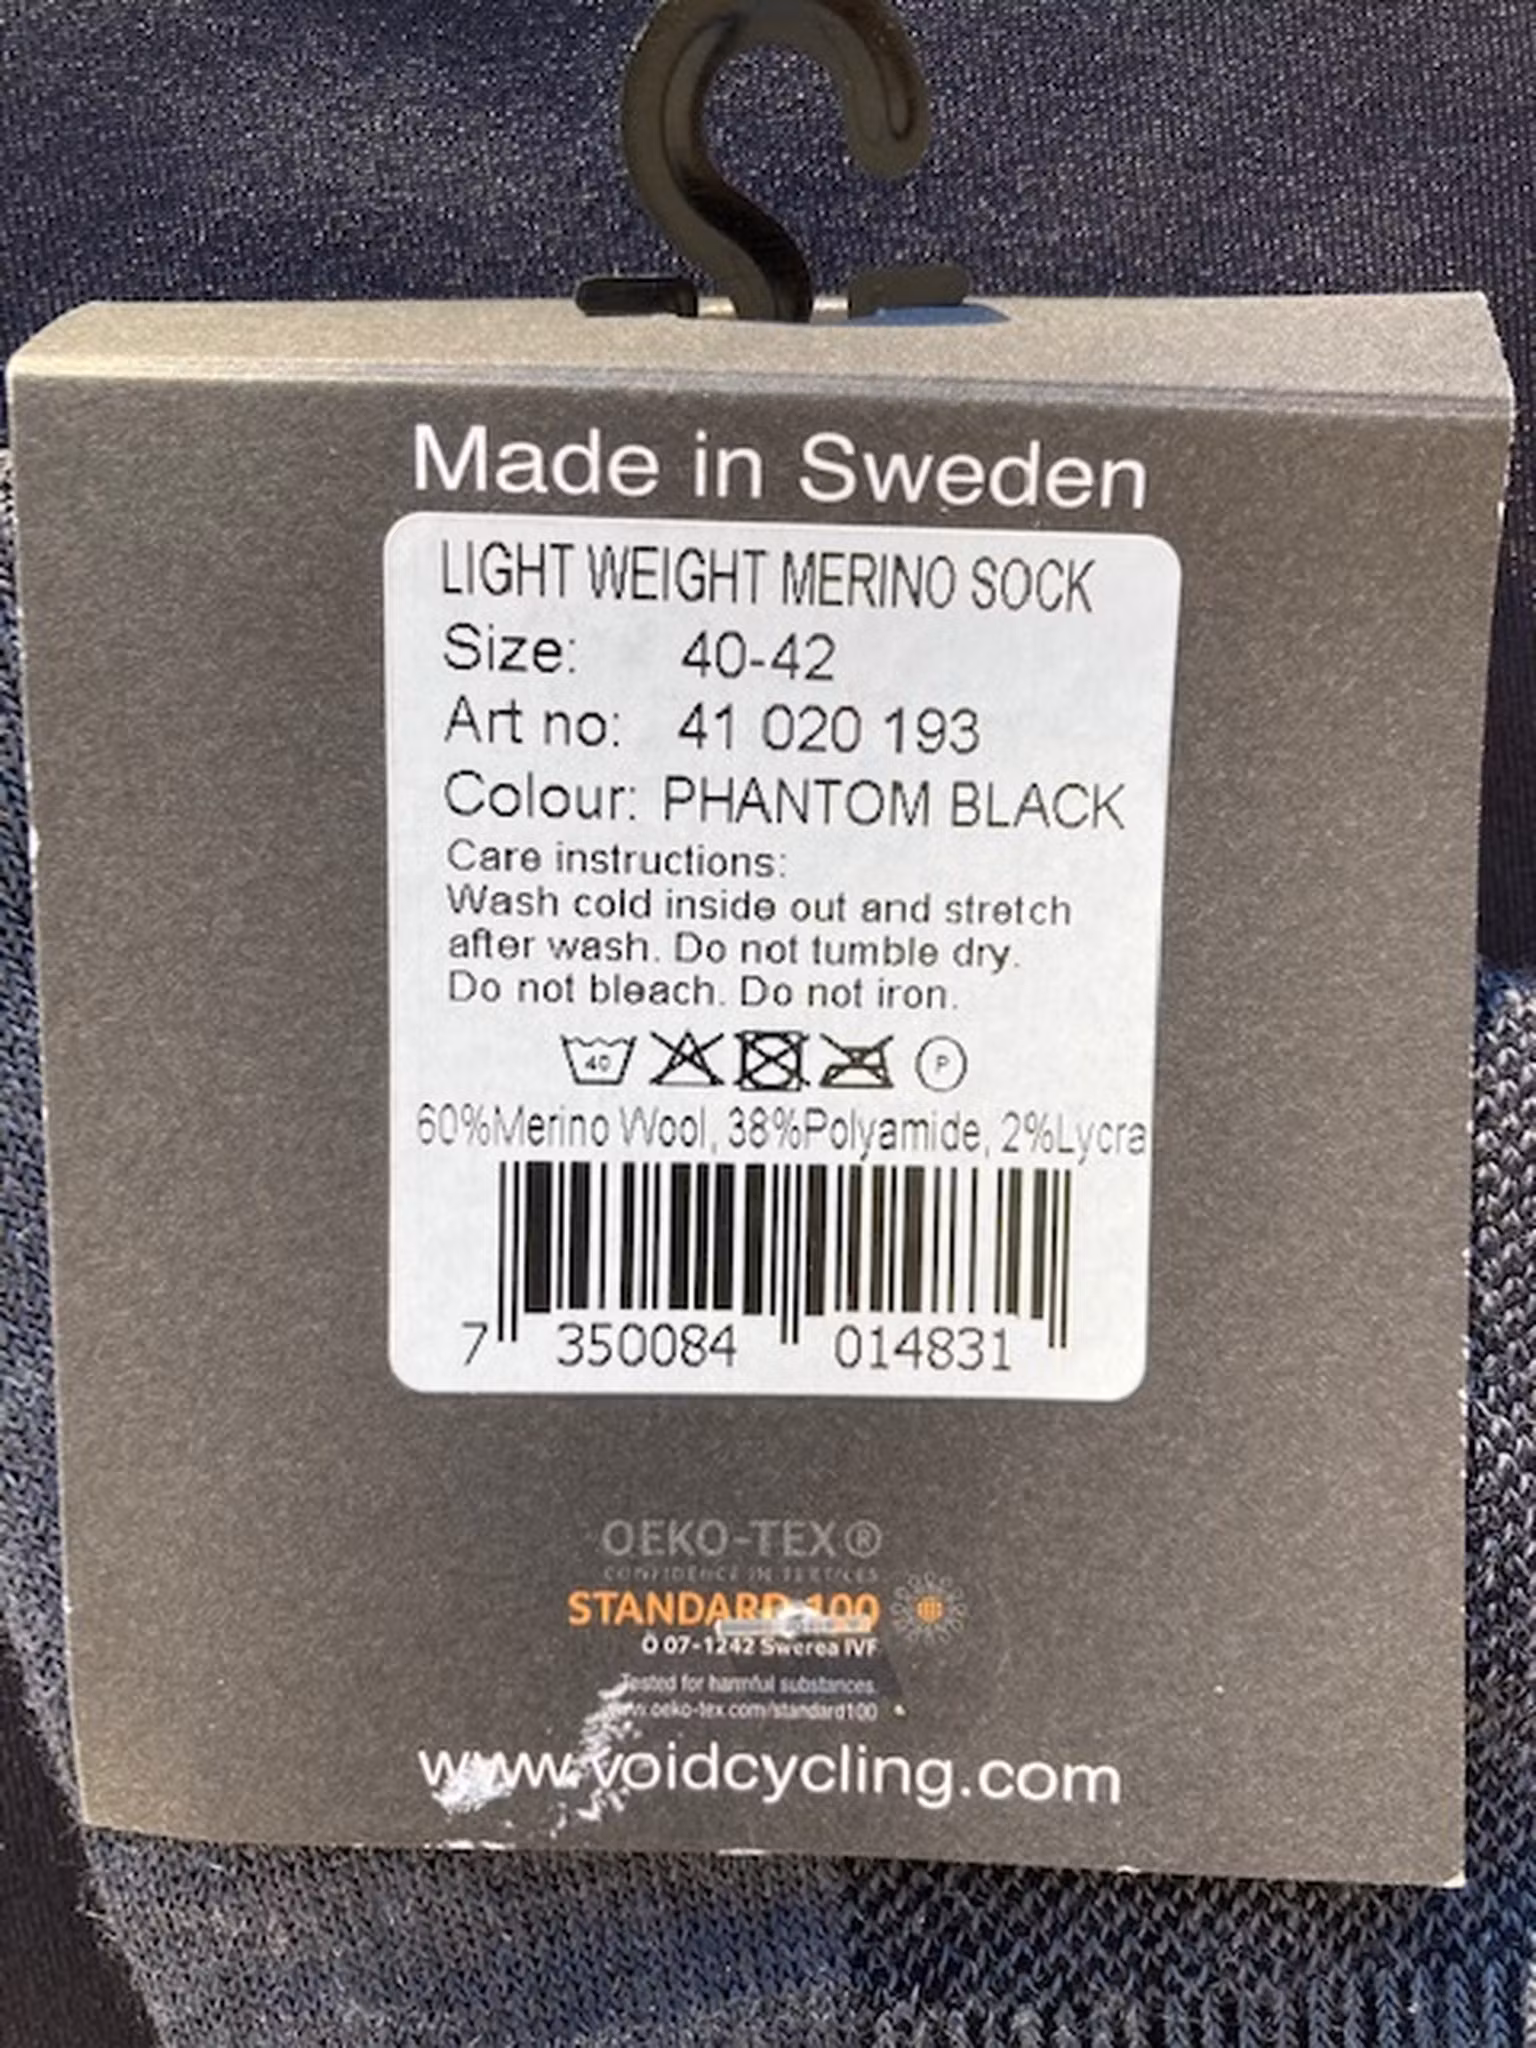 Made in Sweden
LIGHT WEIGHT MERINO SOCK
Size: 40-42
Art no: 41 020 193
Colour: PHANTOM BLACK
Care instructions:
Wash cold inside out and stretch
after wash. Do not tumble dry.
Do not bleach. Do not iron.
40 P
60%Merino Wool, 38%Polyamide, 2%Lycra
7 350084 014831
OEKO-TEX®
CONFIDENCE IN TEXTILES
STANDARD 100
Ö 07-1242 Swerea IVF
Tested for harmful substances.
www.oeko-tex.com/standard100
www.voidcycling.com